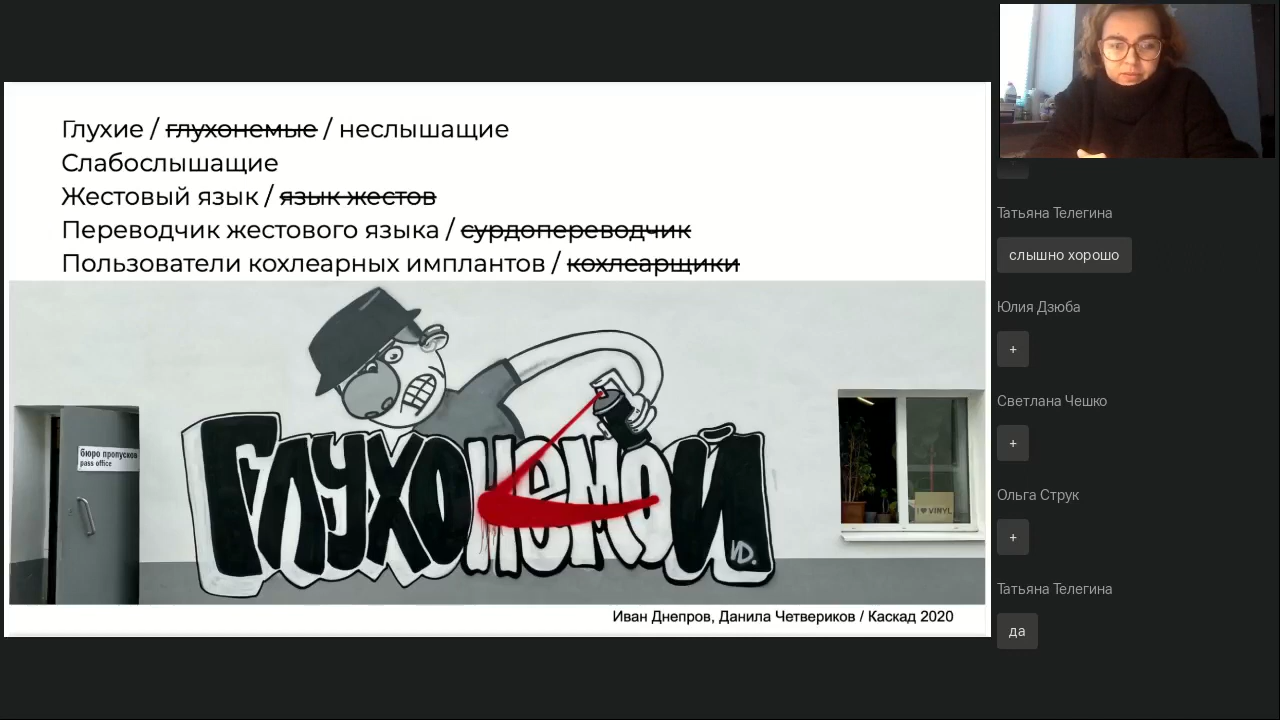 Глухие / глухонемые / неслышащие
Слабослышащие
Жестовый язык / язык жестов
Переводчик жестового языка / сурдопереводчик
Пользователи кохлеарных имплантов / кохлеарщики
бюро пропусков
pass office
Глухонемой
VD.
I ♥ VINYL
Иван Днепров, Данила Четвериков / Каскад 2020
Татьяна Телегина
слышно хорошо
Юлия Дзюба
+
Светлана Чешко
+
Ольга Струк
+
Татьяна Телегина
да